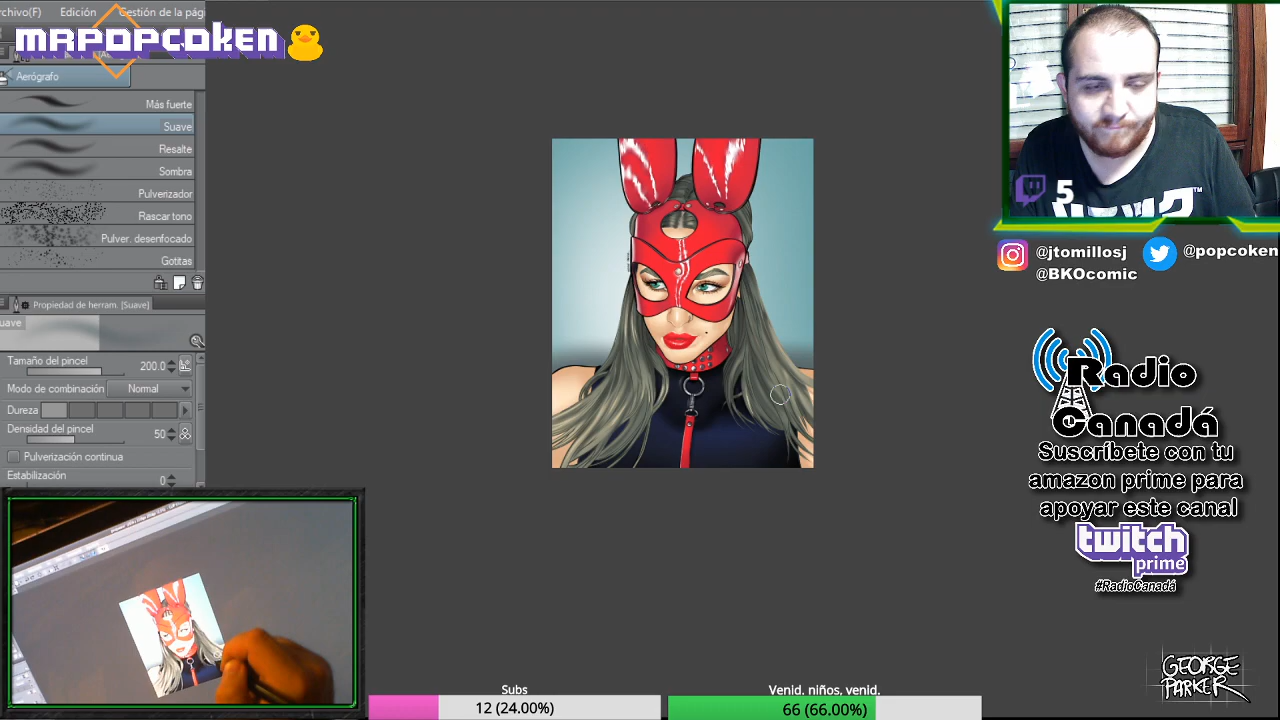 rchivo(F) Edición Gestión de la pág
MRPOPCOKEN
Aerógrafo
Más fuerte
Suave
Resalte
Sombra
Pulverizador
Rascar tono
Pulver. desenfocado
Gotitas
Propiedad de herram. [Suave]
uave
Tamaño del pincel 200.0
Modo de combinación Normal
Dureza
Densidad del pincel 50
Pulverización continua
Estabilización 0
5
@jtomillosj @popcoken
@BKOcomic
Radio
Canadá
Suscríbete con tu
amazon prime para
apoyar este canal
twitch
prime
#RadioCanadá
GEORGE
PARKER
Subs
12 (24.00%)
Venid, niños, venid.
66 (66.00%)